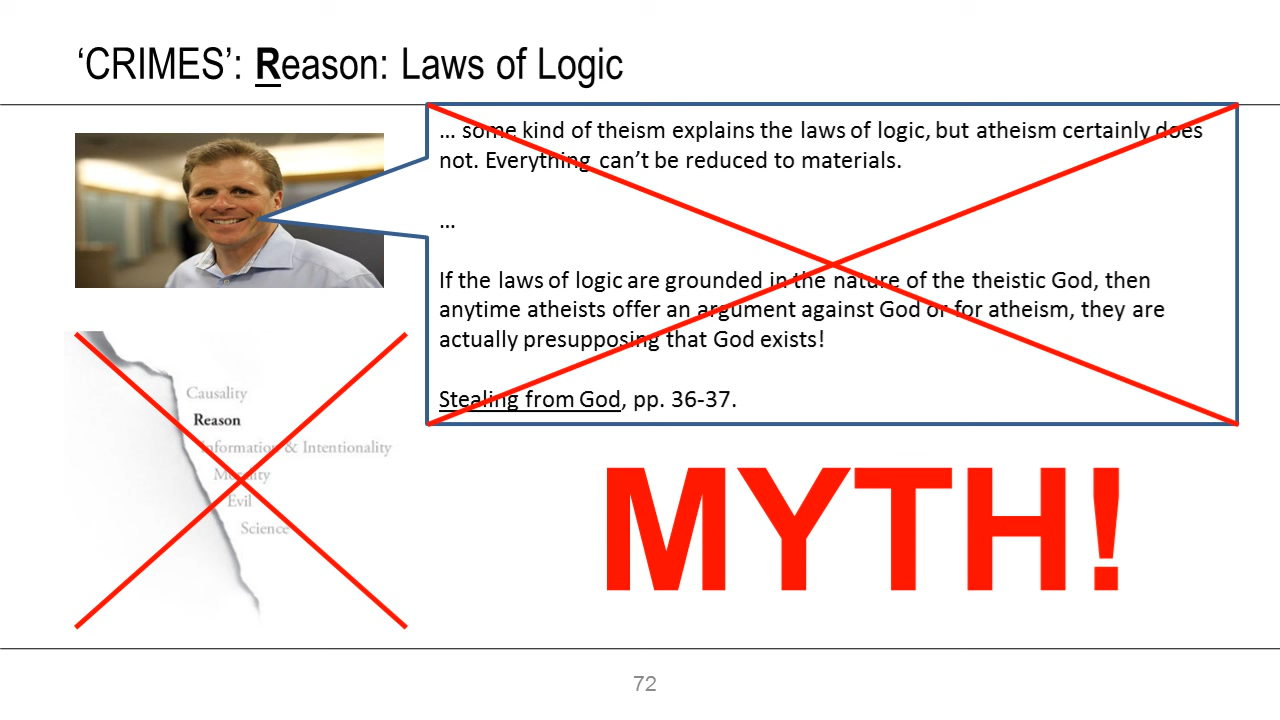 ‘CRIMES’: Reason: Laws of Logic
… some kind of theism explains the laws of logic, but atheism certainly does
not. Everything can’t be reduced to materials.
…
If the laws of logic are grounded in the nature of the theistic God, then
anytime atheists offer an argument against God or for atheism, they are
actually presupposing that God exists!
Stealing from God, pp. 36-37.
Causality
Reason
Information & Intentionality
Morality
Evil
Science
MYTH!
72